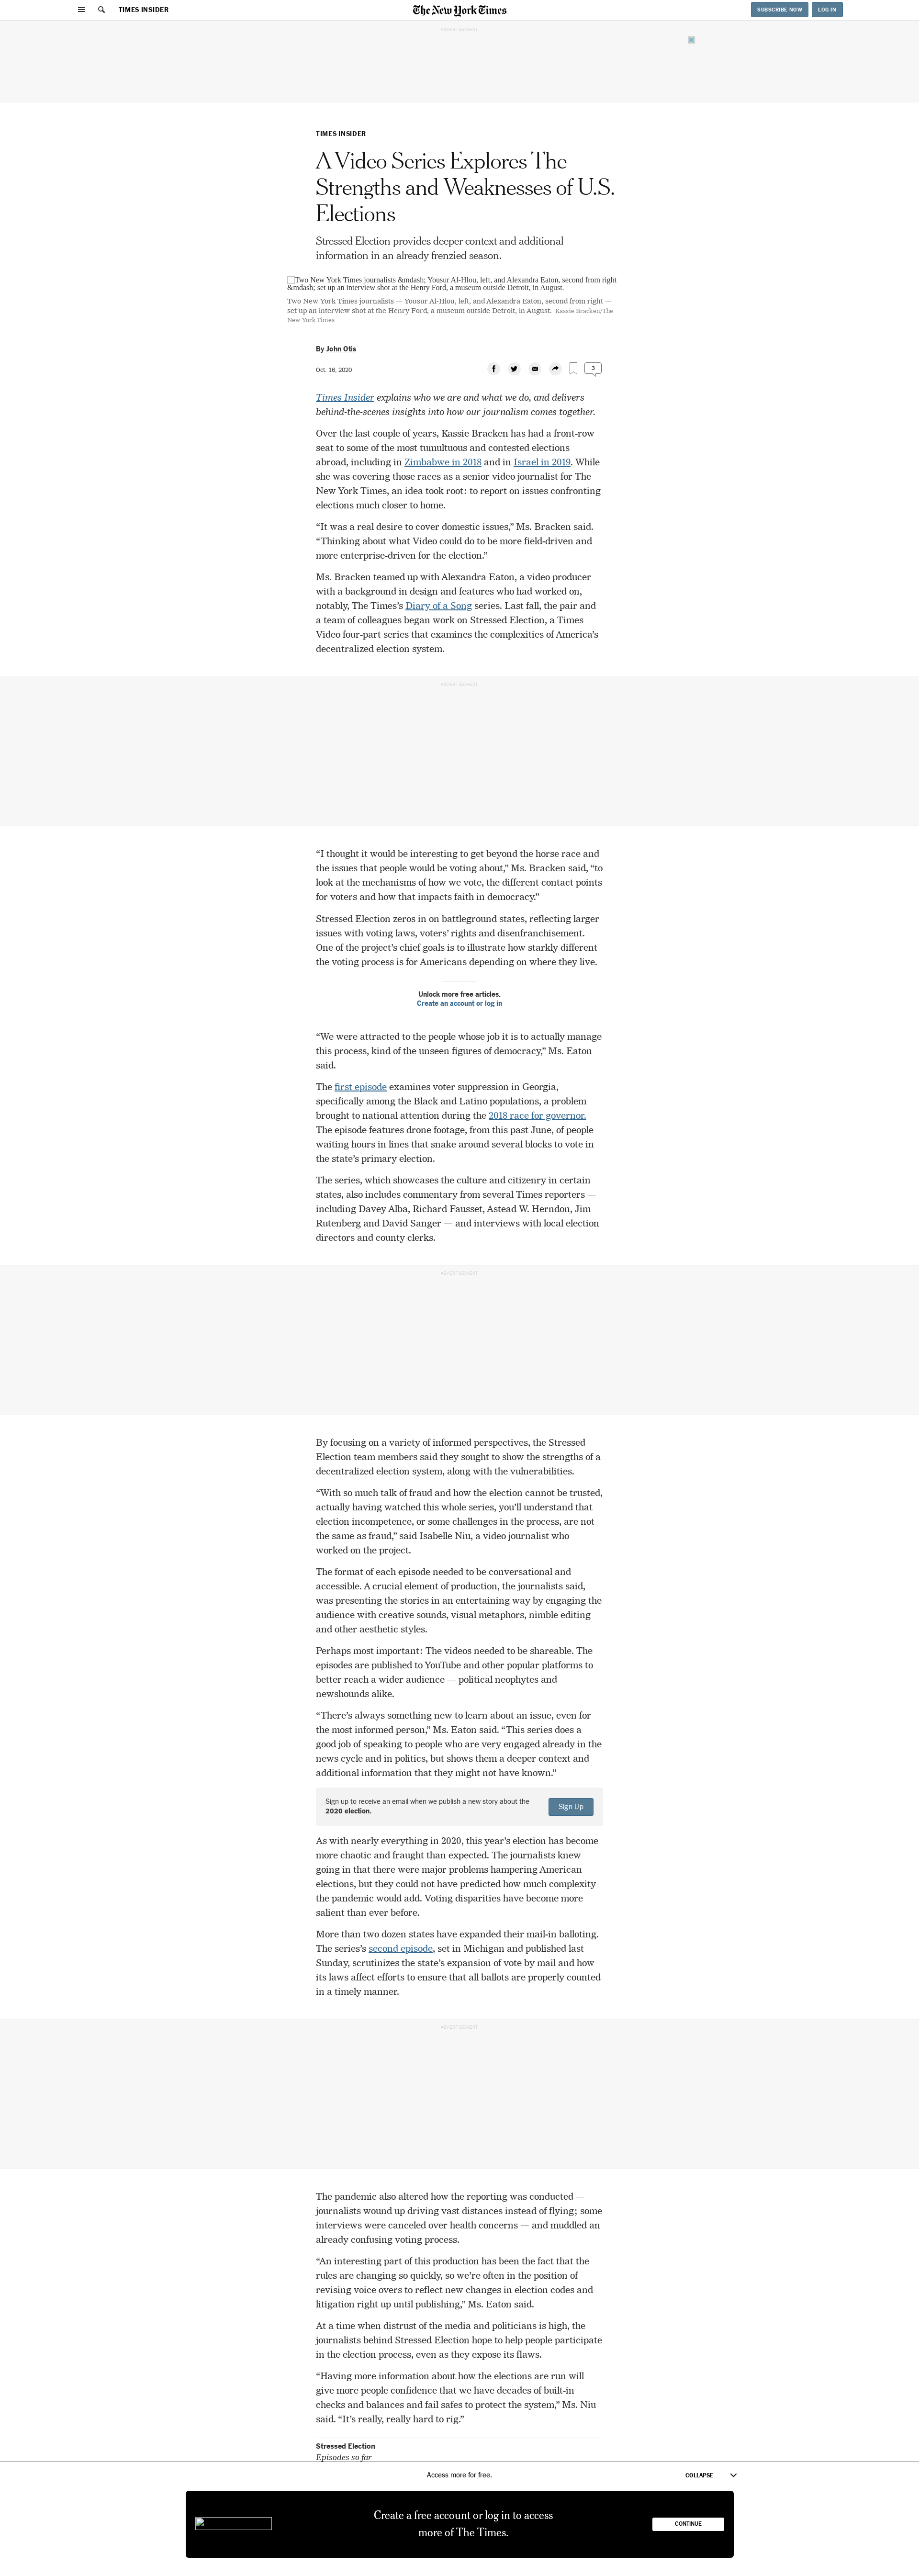 TIMES INSIDER
The New York Times
SUBSCRIBE NOW
LOG IN
ADVERTISEMENT
TIMES INSIDER
A Video Series Explores The
Strengths and Weaknesses of U.S.
Elections
Stressed Election provides deeper context and additional
information in an already frenzied season.
Two New York Times journalists &mdash; Yousur Al-Hlou, left, and Alexandra Eaton, second from right
&mdash; set up an interview shot at the Henry Ford, a museum outside Detroit, in August.
Two New York Times journalists — Yousur Al-Hlou, left, and Alexandra Eaton, second from right —
set up an interview shot at the Henry Ford, a museum outside Detroit, in August. Kassie Bracken/The
New York Times
By John Otis
Oct. 16, 2020
3
Times Insider explains who we are and what we do, and delivers
behind-the-scenes insights into how our journalism comes together.
Over the last couple of years, Kassie Bracken has had a front-row
seat to some of the most tumultuous and contested elections
abroad, including in Zimbabwe in 2018 and in Israel in 2019. While
she was covering those races as a senior video journalist for The
New York Times, an idea took root: to report on issues confronting
elections much closer to home.
“It was a real desire to cover domestic issues,” Ms. Bracken said.
“Thinking about what Video could do to be more field-driven and
more enterprise-driven for the election.”
Ms. Bracken teamed up with Alexandra Eaton, a video producer
with a background in design and features who had worked on,
notably, The Times’s Diary of a Song series. Last fall, the pair and
a team of colleagues began work on Stressed Election, a Times
Video four-part series that examines the complexities of America’s
decentralized election system.
ADVERTISEMENT
“I thought it would be interesting to get beyond the horse race and
the issues that people would be voting about,” Ms. Bracken said, “to
look at the mechanisms of how we vote, the different contact points
for voters and how that impacts faith in democracy.”
Stressed Election zeros in on battleground states, reflecting larger
issues with voting laws, voters’ rights and disenfranchisement.
One of the project’s chief goals is to illustrate how starkly different
the voting process is for Americans depending on where they live.
Unlock more free articles.
Create an account or log in
“We were attracted to the people whose job it is to actually manage
this process, kind of the unseen figures of democracy,” Ms. Eaton
said.
The first episode examines voter suppression in Georgia,
specifically among the Black and Latino populations, a problem
brought to national attention during the 2018 race for governor.
The episode features drone footage, from this past June, of people
waiting hours in lines that snake around several blocks to vote in
the state’s primary election.
The series, which showcases the culture and citizenry in certain
states, also includes commentary from several Times reporters —
including Davey Alba, Richard Fausset, Astead W. Herndon, Jim
Rutenberg and David Sanger — and interviews with local election
directors and county clerks.
ADVERTISEMENT
By focusing on a variety of informed perspectives, the Stressed
Election team members said they sought to show the strengths of a
decentralized election system, along with the vulnerabilities.
“With so much talk of fraud and how the election cannot be trusted,
actually having watched this whole series, you’ll understand that
election incompetence, or some challenges in the process, are not
the same as fraud,” said Isabelle Niu, a video journalist who
worked on the project.
The format of each episode needed to be conversational and
accessible. A crucial element of production, the journalists said,
was presenting the stories in an entertaining way by engaging the
audience with creative sounds, visual metaphors, nimble editing
and other aesthetic styles.
Perhaps most important: The videos needed to be shareable. The
episodes are published to YouTube and other popular platforms to
better reach a wider audience — political neophytes and
newshounds alike.
“There’s always something new to learn about an issue, even for
the most informed person,” Ms. Eaton said. “This series does a
good job of speaking to people who are very engaged already in the
news cycle and in politics, but shows them a deeper context and
additional information that they might not have known.”
Sign up to receive an email when we publish a new story about the
2020 election.
Sign Up
As with nearly everything in 2020, this year’s election has become
more chaotic and fraught than expected. The journalists knew
going in that there were major problems hampering American
elections, but they could not have predicted how much complexity
the pandemic would add. Voting disparities have become more
salient than ever before.
More than two dozen states have expanded their mail-in balloting.
The series’s second episode, set in Michigan and published last
Sunday, scrutinizes the state’s expansion of vote by mail and how
its laws affect efforts to ensure that all ballots are properly counted
in a timely manner.
ADVERTISEMENT
The pandemic also altered how the reporting was conducted —
journalists wound up driving vast distances instead of flying; some
interviews were canceled over health concerns — and muddled an
already confusing voting process.
“An interesting part of this production has been the fact that the
rules are changing so quickly, so we’re often in the position of
revising voice overs to reflect new changes in election codes and
litigation right up until publishing,” Ms. Eaton said.
At a time when distrust of the media and politicians is high, the
journalists behind Stressed Election hope to help people participate
in the election process, even as they expose its flaws.
“Having more information about how the elections are run will
give more people confidence that we have decades of built-in
checks and balances and fail safes to protect the system,” Ms. Niu
said. “It’s really, really hard to rig.”
Stressed Election
Episodes so far
Access more for free.
COLLAPSE
Create a free account or log in to access
more of The Times.
CONTINUE